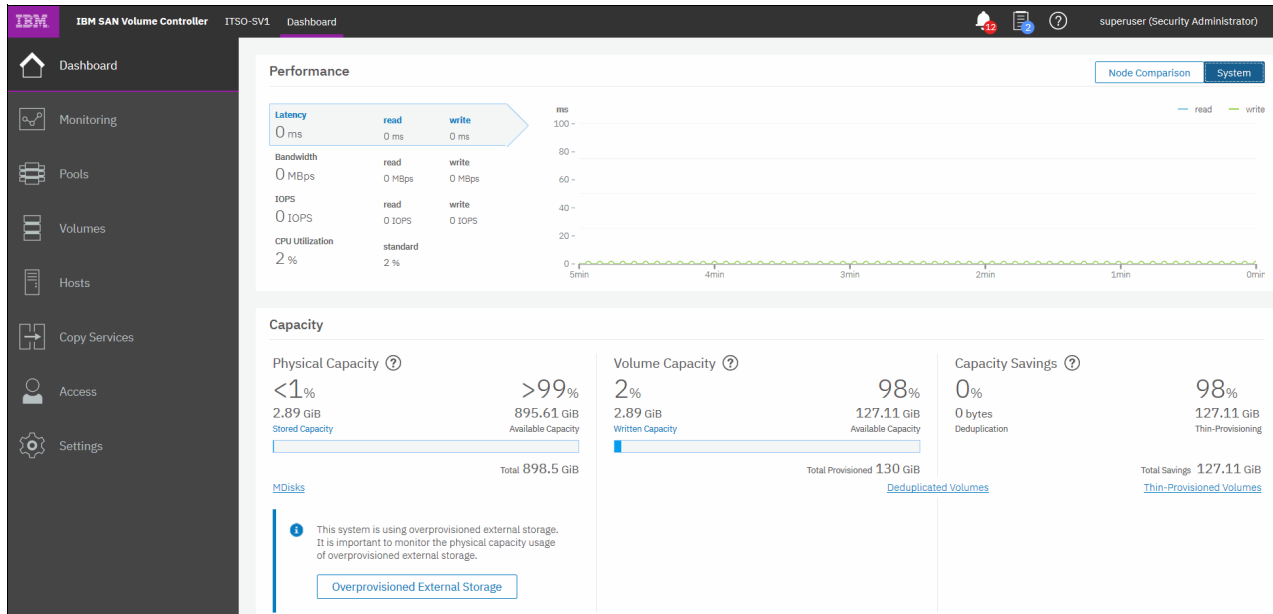 IBM IBM SAN Volume Controller ITSO-SV1 Dashboard 12 2 ? superuser (Security Administrator)
Dashboard
Monitoring
Pools
Volumes
Hosts
Copy Services
Access
Settings
Performance
Node Comparison System
Latency
0 ms
read
0 ms
write
0 ms
Bandwidth
0 MBps
read
0 MBps
write
0 MBps
IOPS
0 IOPS
read
0 IOPS
write
0 IOPS
CPU Utilization
2 %
standard
2 %
ms
read write
100
80
60
40
20
0
5min 4min 3min 2min 1min 0min
Capacity
Physical Capacity ?
<1% >99%
2.89 GiB 895.61 GiB
Stored Capacity Available Capacity
Total 898.5 GiB
MDisks
i This system is using overprovisioned external storage.
It is important to monitor the physical capacity usage
of overprovisioned external storage.
Overprovisioned External Storage
Volume Capacity ?
2% 98%
2.89 GiB 127.11 GiB
Written Capacity Available Capacity
Total Provisioned 130 GiB
Capacity Savings ?
0% 98%
0 bytes 127.11 GiB
Deduplication Thin-Provisioning
Total Savings 127.11 GiB
Deduplicated Volumes Thin-Provisioned Volumes